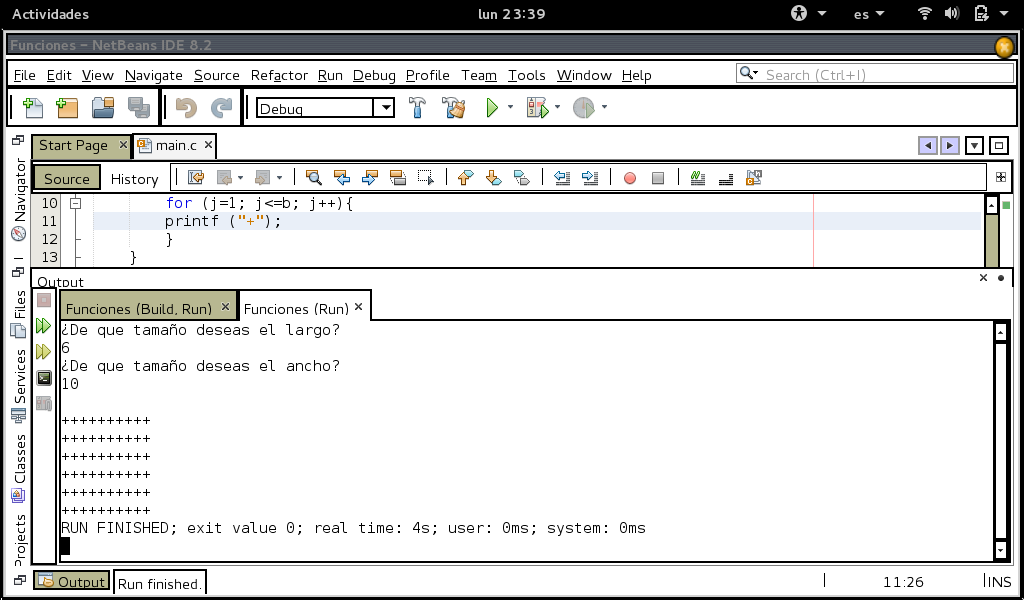 Actividades lun 23:39 es
Funciones - NetBeans IDE 8.2
File Edit View Navigate Source Refactor Run Debug Profile Team Tools Window Help Search (Ctrl+I)
Debug
Start Page main.c
Source History
10 for (j=1; j<=b; j++){
11 printf ("+");
12 }
13 }
Output
Funciones (Build, Run) Funciones (Run)
¿De que tamaño deseas el largo?
6
¿De que tamaño deseas el ancho?
10
++++++++++
++++++++++
++++++++++
++++++++++
++++++++++
++++++++++
RUN FINISHED; exit value 0; real time: 4s; user: 0ms; system: 0ms
Navigator
Files
Services
Classes
Projects
Output Run finished. 11:26 INS